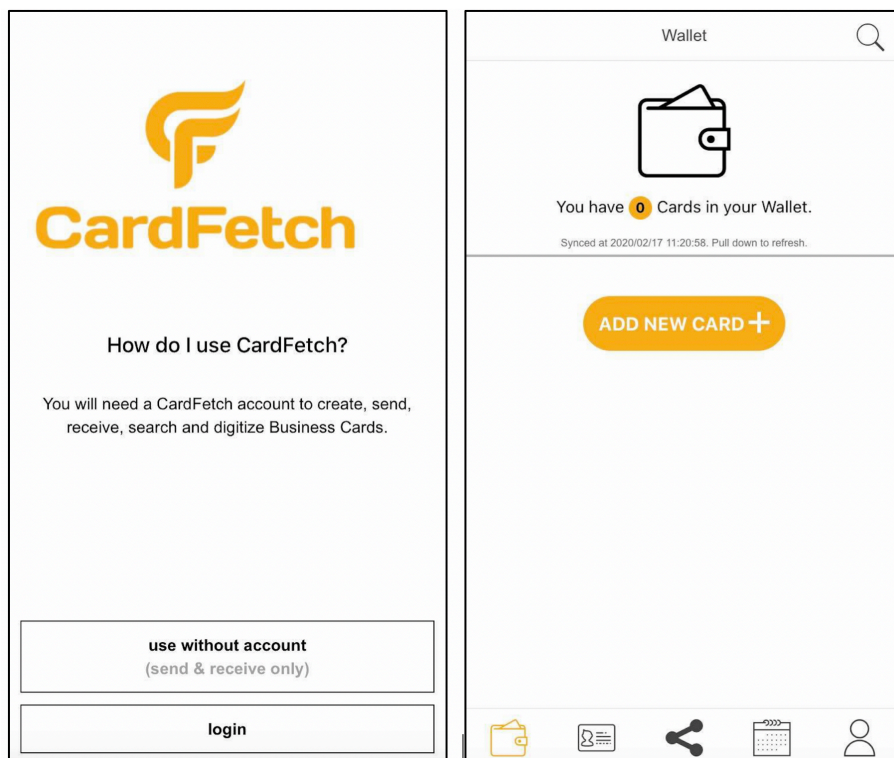 CardFetch
How do I use CardFetch?
You will need a CardFetch account to create, send,
receive, search and digitize Business Cards.
use without account
(send & receive only)
login
Wallet
You have 0 Cards in your Wallet.
Synced at 2020/02/17 11:20:58. Pull down to refresh.
ADD NEW CARD +